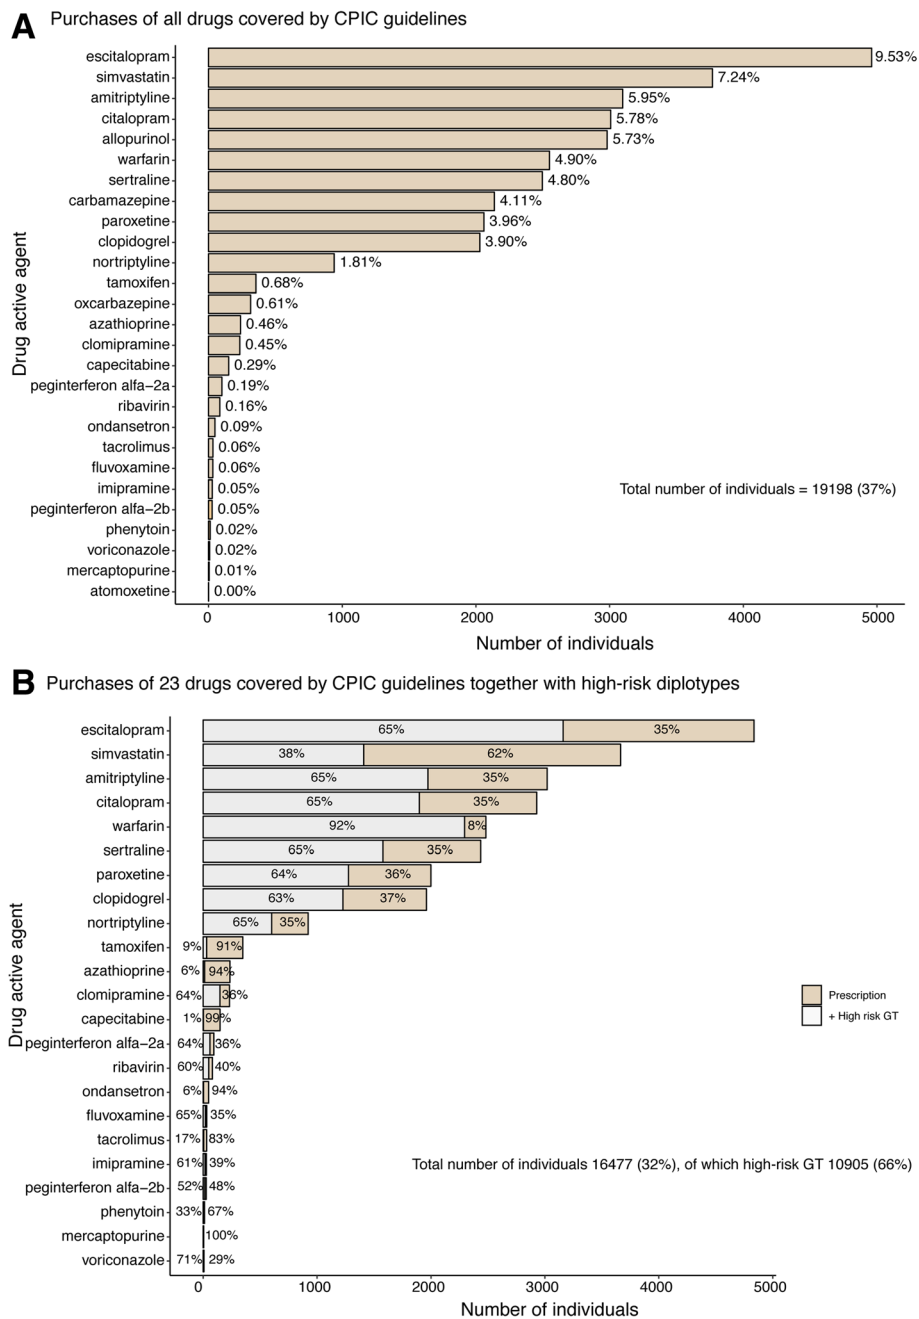 A Purchases of all drugs covered by CPIC guidelines
Drug active agent
escitalopram 9.53%
simvastatin 7.24%
amitriptyline 5.95%
citalopram 5.78%
allopurinol 5.73%
warfarin 4.90%
sertraline 4.80%
carbamazepine 4.11%
paroxetine 3.96%
clopidogrel 3.90%
nortriptyline 1.81%
tamoxifen 0.68%
oxcarbazepine 0.61%
azathioprine 0.46%
clomipramine 0.45%
capecitabine 0.29%
peginterferon alfa−2a 0.19%
ribavirin 0.16%
ondansetron 0.09%
tacrolimus 0.06%
fluvoxamine 0.06%
imipramine 0.05%
Total number of individuals = 19198 (37%)
peginterferon alfa−2b 0.05%
phenytoin 0.02%
voriconazole 0.02%
mercaptopurine 0.01%
atomoxetine 0.00%
0 1000 2000 3000 4000 5000
Number of individuals
B Purchases of 23 drugs covered by CPIC guidelines together with high-risk diplotypes
Drug active agent
escitalopram 65% 35%
simvastatin 38% 62%
amitriptyline 65% 35%
citalopram 65% 35%
warfarin 92% 8%
sertraline 65% 35%
paroxetine 64% 36%
clopidogrel 63% 37%
nortriptyline 65% 35%
tamoxifen 9% 91%
azathioprine 6% 94%
clomipramine 64% 36%
capecitabine 1% 99%
peginterferon alfa−2a 64% 36%
ribavirin 60% 40%
ondansetron 6% 94%
fluvoxamine 65% 35%
tacrolimus 17% 83%
imipramine 61% 39%
peginterferon alfa−2b 52% 48%
phenytoin 33% 67%
mercaptopurine 100%
voriconazole 71% 29%
Prescription
+ High risk GT
Total number of individuals 16477 (32%), of which high-risk GT 10905 (66%)
0 1000 2000 3000 4000 5000
Number of individuals